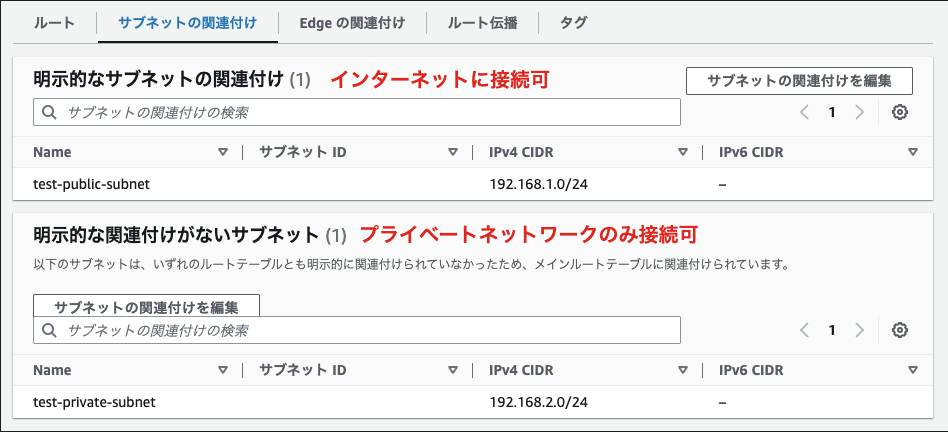 ルート サブネットの関連付け Edge の関連付け ルート伝播 タグ
明示的なサブネットの関連付け (1) インターネットに接続可 サブネットの関連付けを編集
サブネットの関連付けの検索 1
Name サブネット ID IPv4 CIDR IPv6 CIDR
test-public-subnet 192.168.1.0/24 –
明示的な関連付けがないサブネット (1) プライベートネットワークのみ接続可
以下のサブネットは、いずれのルートテーブルとも明示的に関連付けられていなかったため、メインルートテーブルに関連付けられています。
サブネットの関連付けを編集
サブネットの関連付けの検索 1
Name サブネット ID IPv4 CIDR IPv6 CIDR
test-private-subnet 192.168.2.0/24 –